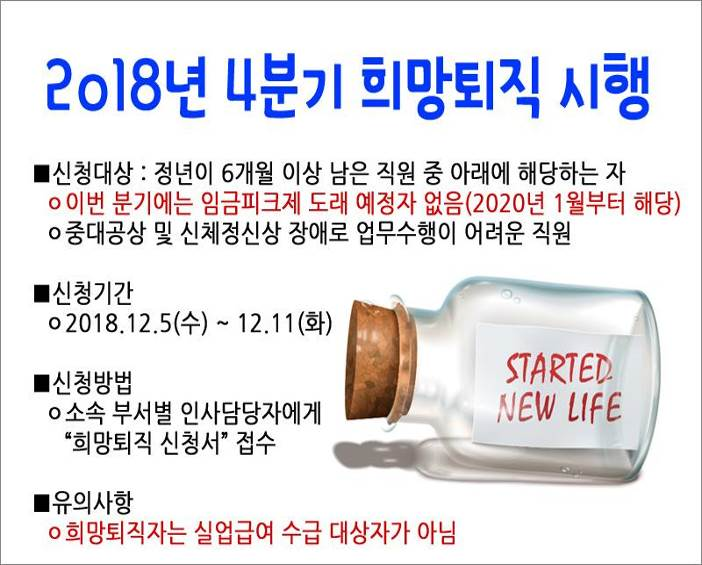 2018년 4분기 희망퇴직 시행
■신청대상 : 정년이 6개월 이상 남은 직원 중 아래에 해당하는 자
ㅇ이번 분기에는 임금피크제 도래 예정자 없음(2020년 1월부터 해당)
ㅇ중대공상 및 신체정신상 장애로 업무수행이 어려운 직원
■신청기간
ㅇ2018.12.5(수) ~ 12.11(화)
■신청방법
ㅇ소속 부서별 인사담당자에게
“희망퇴직 신청서” 접수
STARTED
NEW LIFE
■유의사항
ㅇ희망퇴직자는 실업급여 수급 대상자가 아님